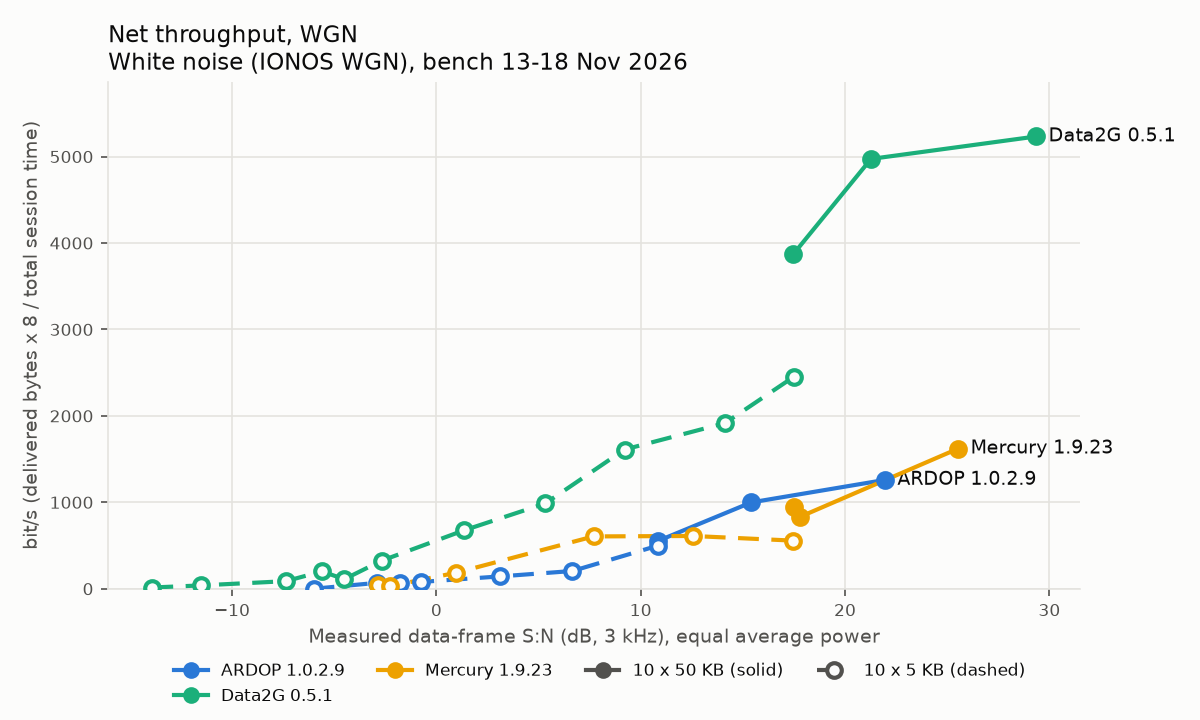 Net throughput, WGN
White noise (IONOS WGN), bench 13-18 Nov 2026
bit/s (delivered bytes x 8 / total session time)
5000
4000
3000
2000
1000
0
Data2G 0.5.1
Mercury 1.9.23
ARDOP 1.0.2.9
−10
0
10
20
30
Measured data-frame S:N (dB, 3 kHz), equal average power
ARDOP 1.0.2.9
Mercury 1.9.23
10 x 50 KB (solid)
10 x 5 KB (dashed)
Data2G 0.5.1